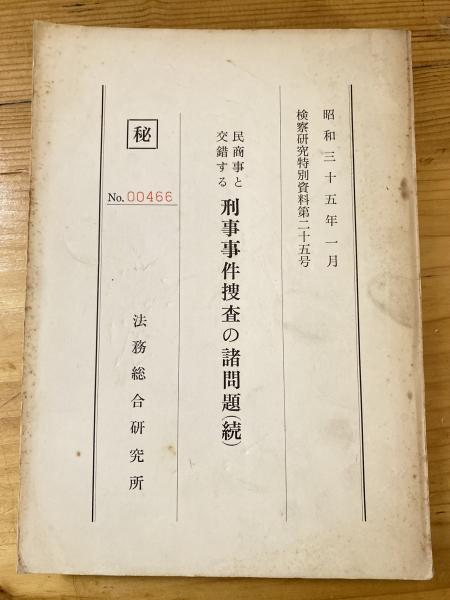 昭和三十五年一月
検察研究特別資料第二十五号
民商事と
交錯する
刑事事件捜査の諸問題(続)
秘
No. 00466
法務総合研究所